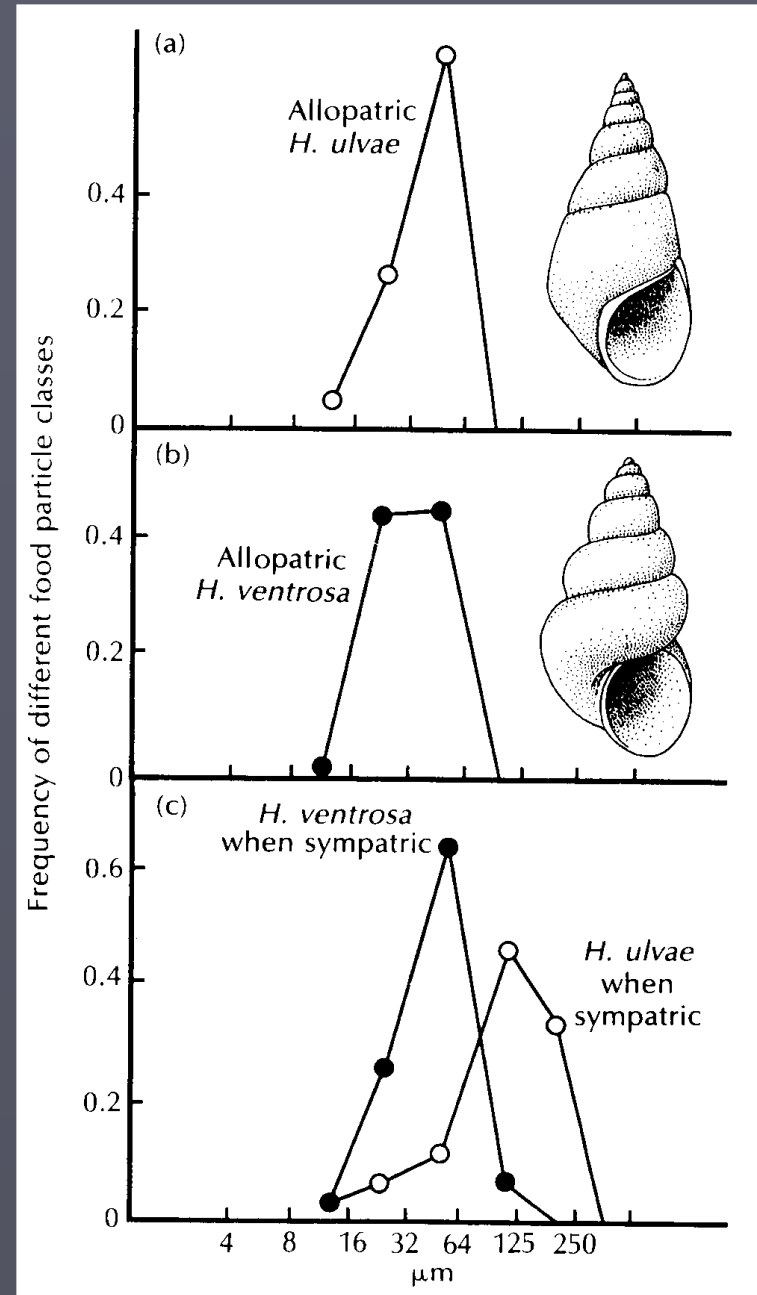 Frequency of different food particle classes
(a)
Allopatric
H. ulvae
0.4
0.2
0
(b)
Allopatric
H. ventrosa
0.4
0.2
0
(c)
H. ventrosa
when sympatric
H. ulvae
when
sympatric
0.6
0.4
0.2
0
4 8 16 32 64 125 250
μm